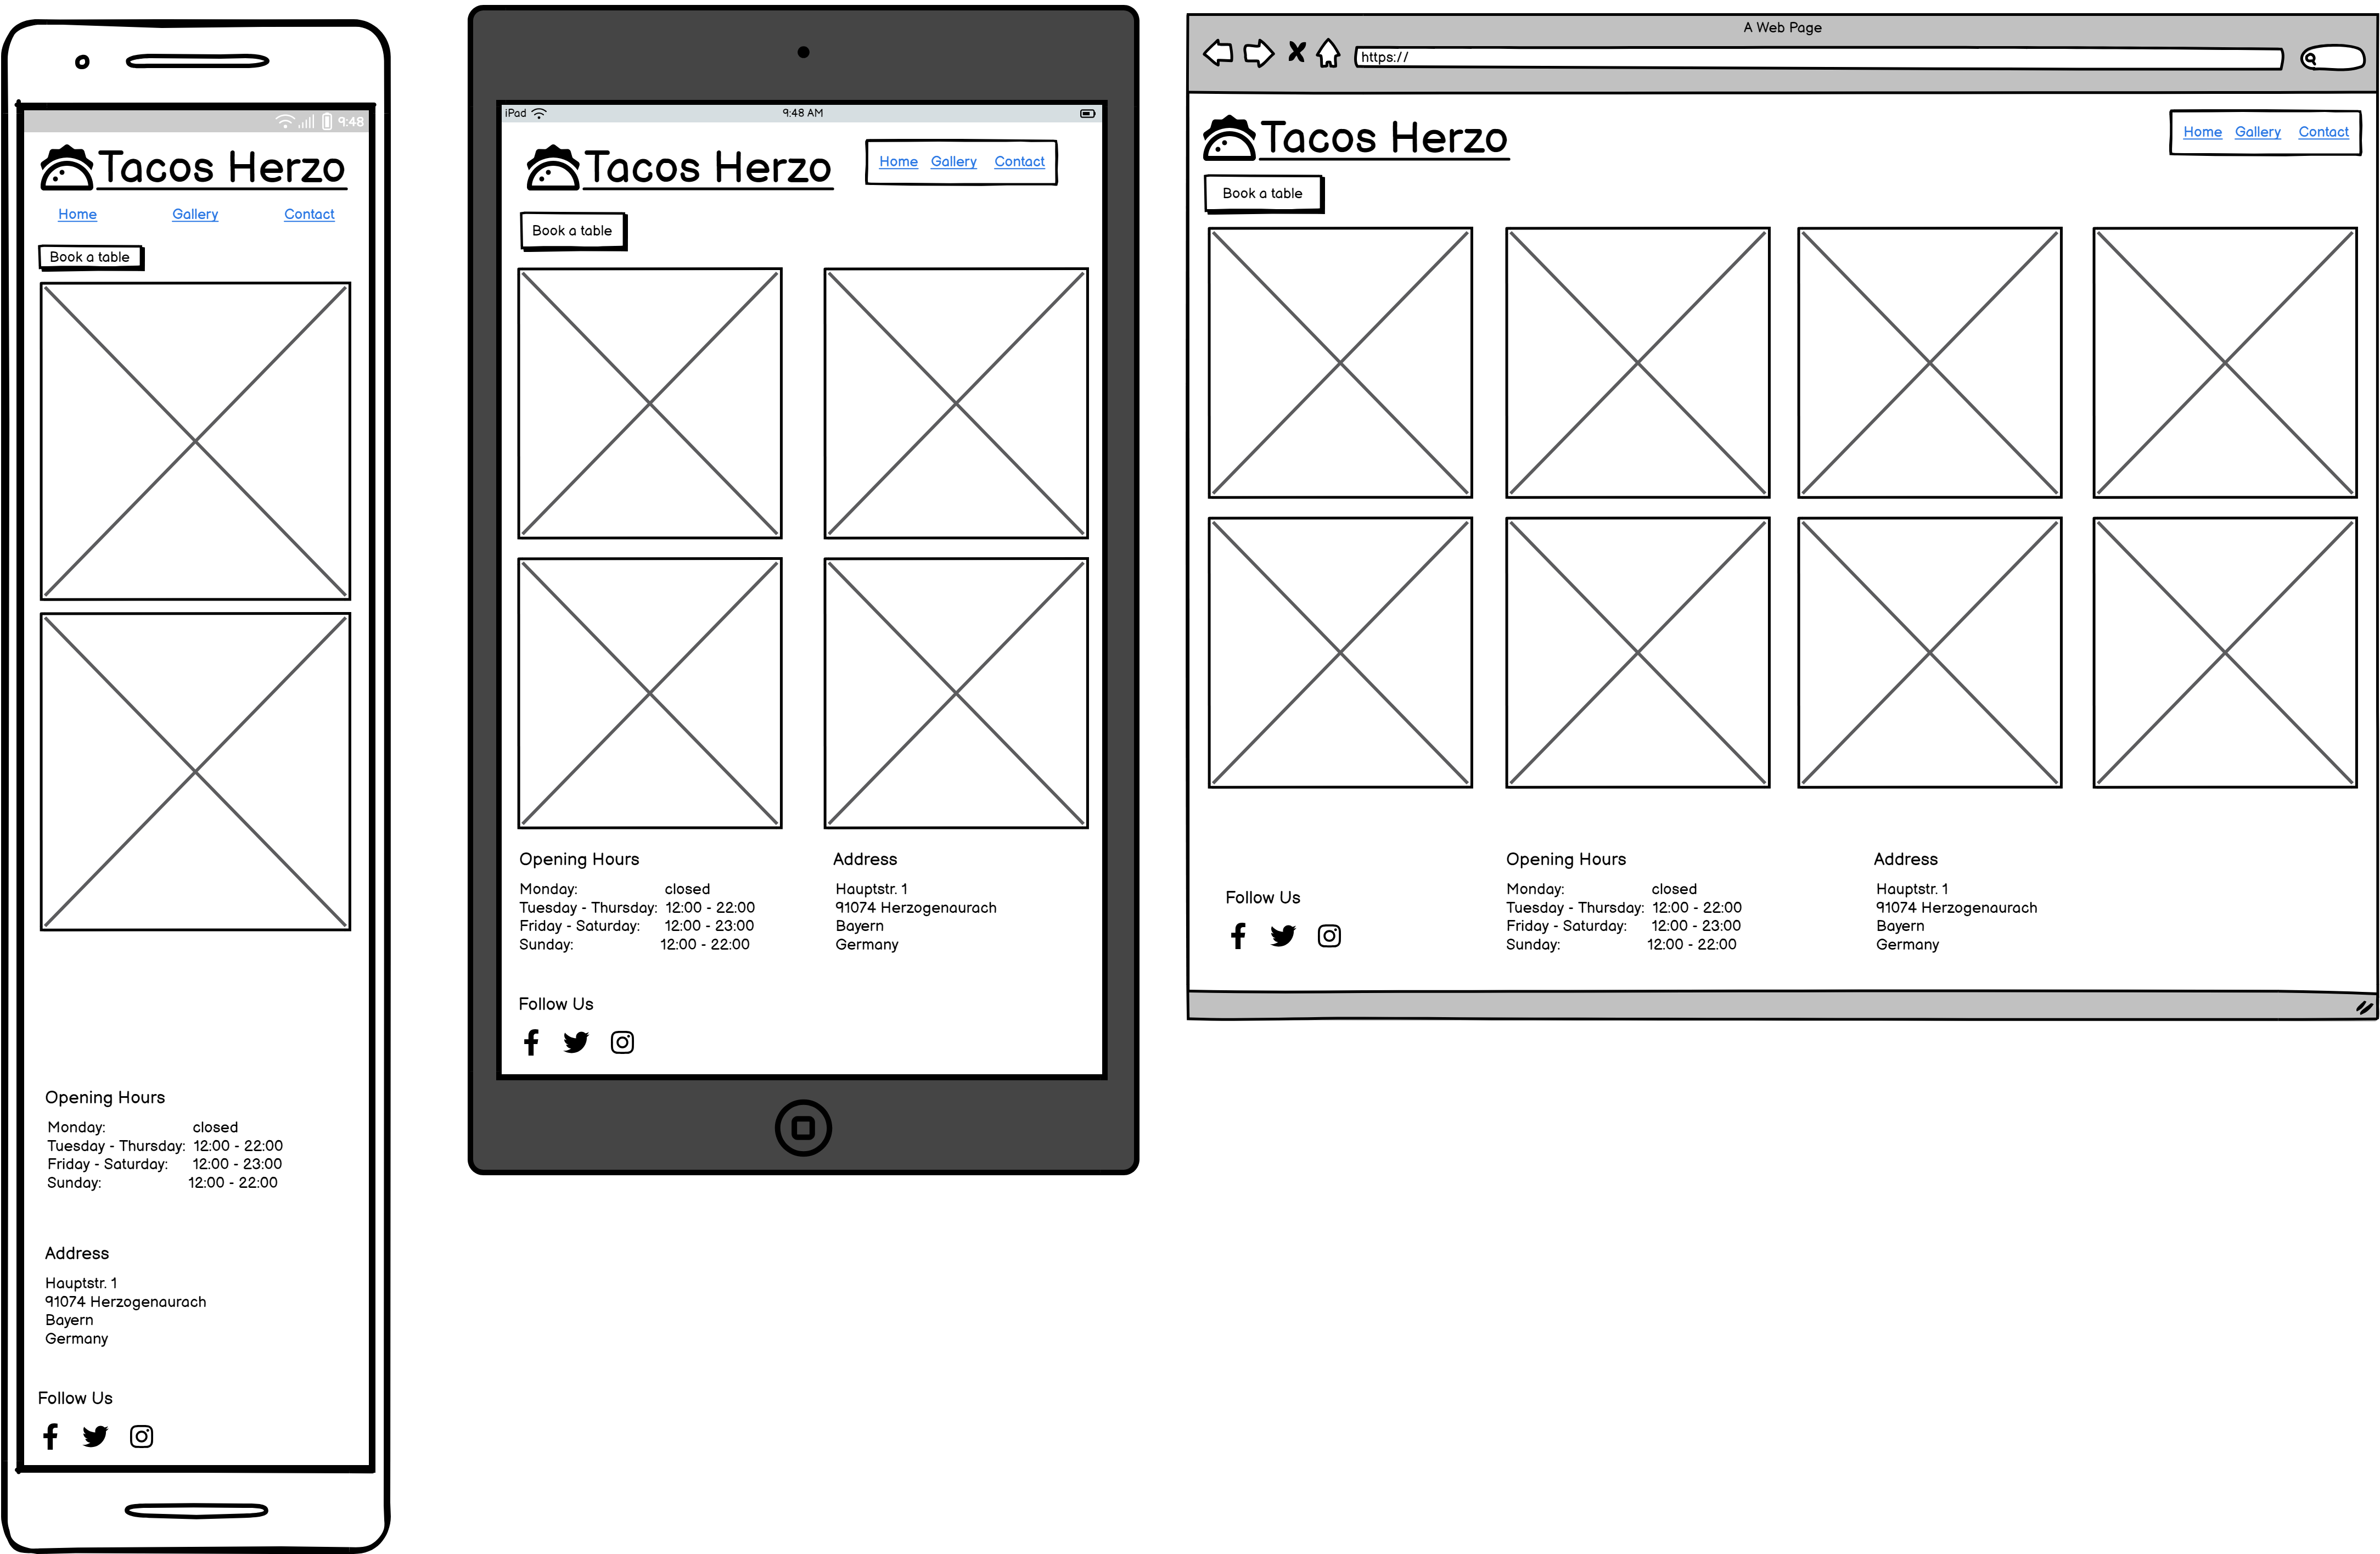 9:48
Tacos Herzo
Home Gallery Contact
Book a table
Opening Hours
Monday: closed
Tuesday - Thursday: 12:00 - 22:00
Friday - Saturday: 12:00 - 23:00
Sunday: 12:00 - 22:00
Address
Hauptstr. 1
91074 Herzogenaurach
Bayern
Germany
Follow Us
iPad 9:48 AM
Tacos Herzo
Home Gallery Contact
Book a table
Opening Hours
Monday: closed
Tuesday - Thursday: 12:00 - 22:00
Friday - Saturday: 12:00 - 23:00
Sunday: 12:00 - 22:00
Address
Hauptstr. 1
91074 Herzogenaurach
Bayern
Germany
Follow Us
A Web Page
https://
Tacos Herzo
Home Gallery Contact
Book a table
Follow Us
Opening Hours
Monday: closed
Tuesday - Thursday: 12:00 - 22:00
Friday - Saturday: 12:00 - 23:00
Sunday: 12:00 - 22:00
Address
Hauptstr. 1
91074 Herzogenaurach
Bayern
Germany